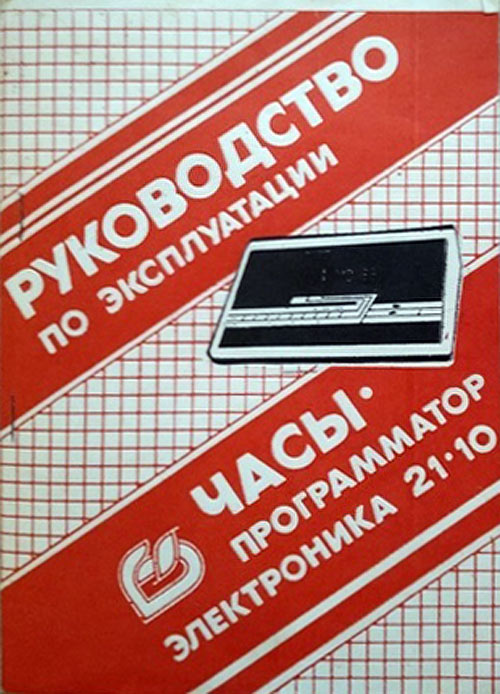 РУКОВОДСТВО
ПО ЭКСПЛУАТАЦИИ
ЧАСЫ·
ПРОГРАММАТОР
ЭЛЕКТРОНИКА 21·10